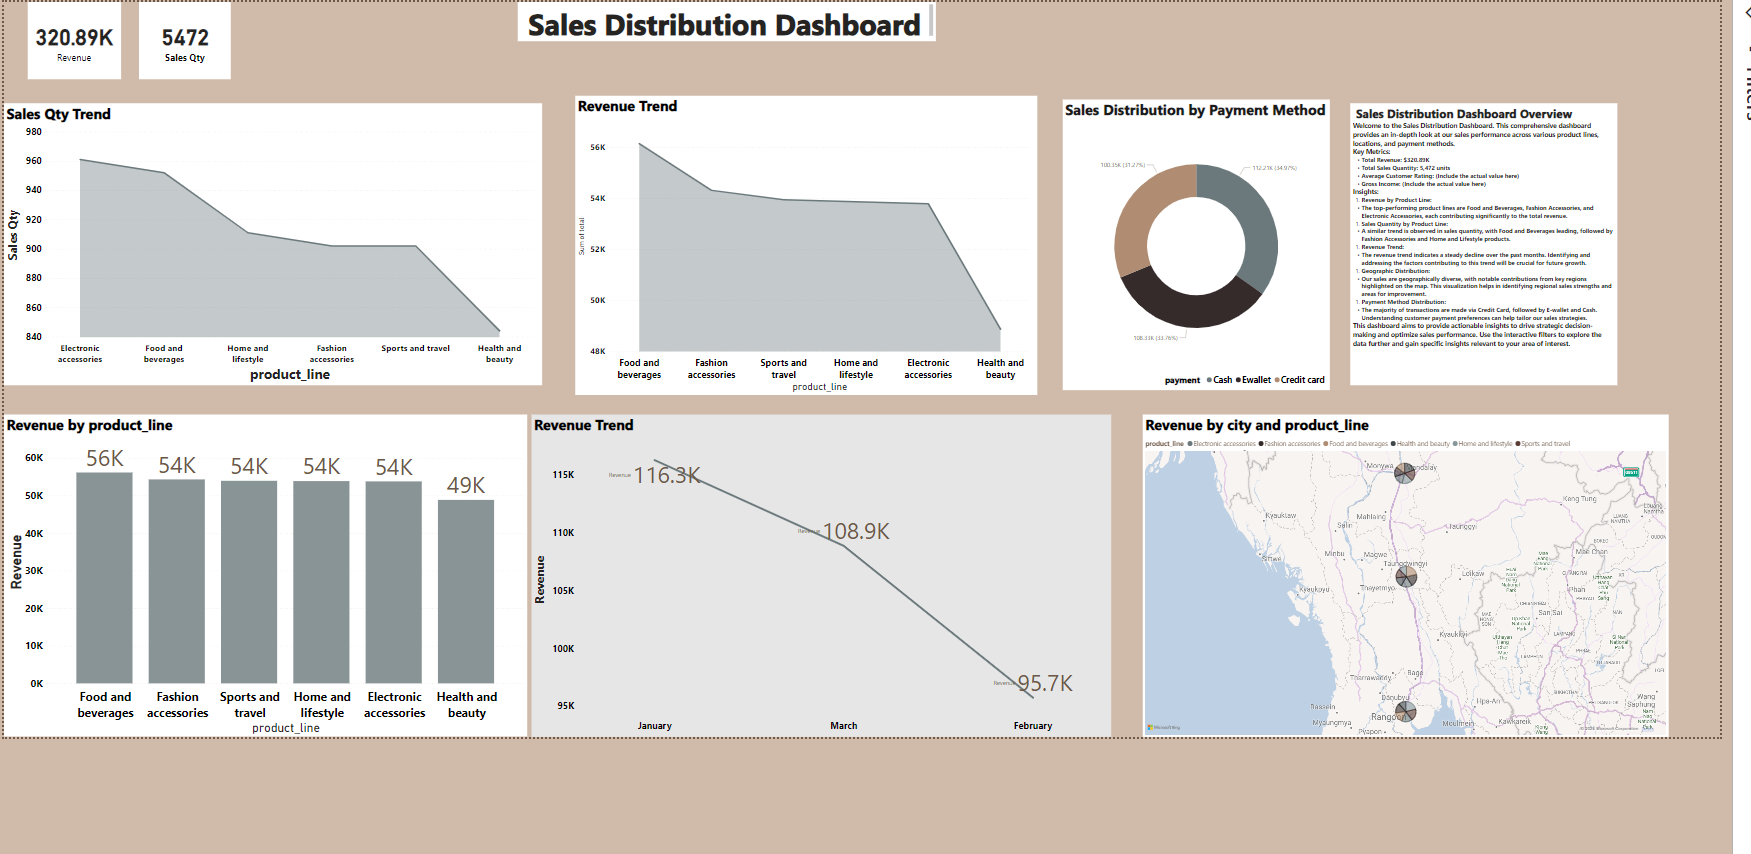 Sales Distribution Dashboard
320.89K
Revenue
5472
Sales Qty
Filters
Sales Qty Trend
Sales Qty
980
960
940
920
900
880
860
840
Electronic accessories
Food and beverages
Home and lifestyle
Fashion accessories
Sports and travel
Health and beauty
product_line
Revenue Trend
Sum of total
56K
54K
52K
50K
48K
Food and beverages
Fashion accessories
Sports and travel
Home and lifestyle
Electronic accessories
Health and beauty
product_line
Sales Distribution by Payment Method
100.35K (31.27%)
112.21K (34.97%)
108.33K (33.76%)
payment Cash Ewallet Credit card
Sales Distribution Dashboard Overview
Welcome to the Sales Distribution Dashboard. This comprehensive dashboard
provides an in-depth look at our sales performance across various product lines,
locations, and payment methods.
Key Metrics:
• Total Revenue: $320.89K
• Total Sales Quantity: 5,472 units
• Average Customer Rating: (Include the actual value here)
• Gross Income: (Include the actual value here)
Insights:
1. Revenue by Product Line:
• The top-performing product lines are Food and Beverages, Fashion Accessories, and
Electronic Accessories, each contributing significantly to the total revenue.
1. Sales Quantity by Product Line:
• A similar trend is observed in sales quantity, with Food and Beverages leading, followed by
Fashion Accessories and Home and Lifestyle products.
1. Revenue Trend:
• The revenue trend indicates a steady decline over the past months. Identifying and
addressing the factors contributing to this trend will be crucial for future growth.
1. Geographic Distribution:
• Our sales are geographically diverse, with notable contributions from key regions
highlighted on the map. This visualization helps in identifying regional sales strengths and
areas for improvement.
1. Payment Method Distribution:
• The majority of transactions are made via Credit Card, followed by E-wallet and Cash.
Understanding customer payment preferences can help tailor our sales strategies.
This dashboard aims to provide actionable insights to drive strategic decision-
making and optimize sales performance. Use the interactive filters to explore the
data further and gain specific insights relevant to your area of interest.
Revenue by product_line
Revenue
60K
50K
40K
30K
20K
10K
0K
56K
54K
54K
54K
54K
49K
Food and beverages
Fashion accessories
Sports and travel
Home and lifestyle
Electronic accessories
Health and beauty
product_line
Revenue Trend
Revenue
115K
110K
105K
100K
95K
Revenue 116.3K
Revenue 108.9K
Revenue 95.7K
January
March
February
Revenue by city and product_line
product_line Electronic accessories Fashion accessories Food and beverages Health and beauty Home and lifestyle Sports and travel
Monywa
Kyauktaw
Mahlaing
Salin
Taunggyi
Keng Tung
Sittwe
Minbu
Magwe
Taungdwingyi
Loikaw
Mae Chan
Kyaukpyu
Thayetmyo
Phan
San Sai
Kyaukkyi
LAMPANG
LAMPHUN
Tharrawaddy
Bago
Danubyu
Bassein
Myaungmya
Pyapon
Moulmein
Hpa-An
Kawkareik
Wang Saphung
Microsoft Bing